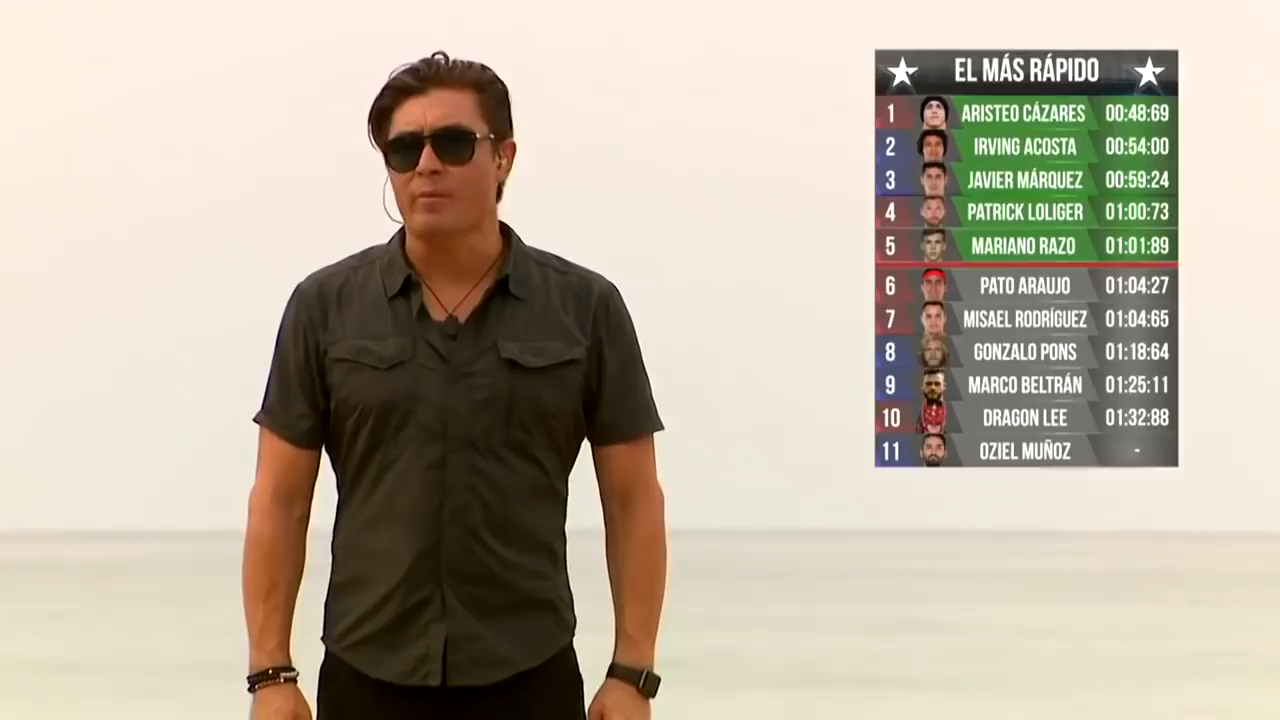 EL MÁS RÁPIDO
1 ARISTEO CÁZARES 00:48:69
2 IRVING ACOSTA 00:54:00
3 JAVIER MÁRQUEZ 00:59:24
4 PATRICK LOLIGER 01:00:73
5 MARIANO RAZO 01:01:89
6 PATO ARAUJO 01:04:27
7 MISAEL RODRÍGUEZ 01:04:65
8 GONZALO PONS 01:18:64
9 MARCO BELTRÁN 01:25:11
10 DRAGON LEE 01:32:88
11 OZIEL MUÑOZ -